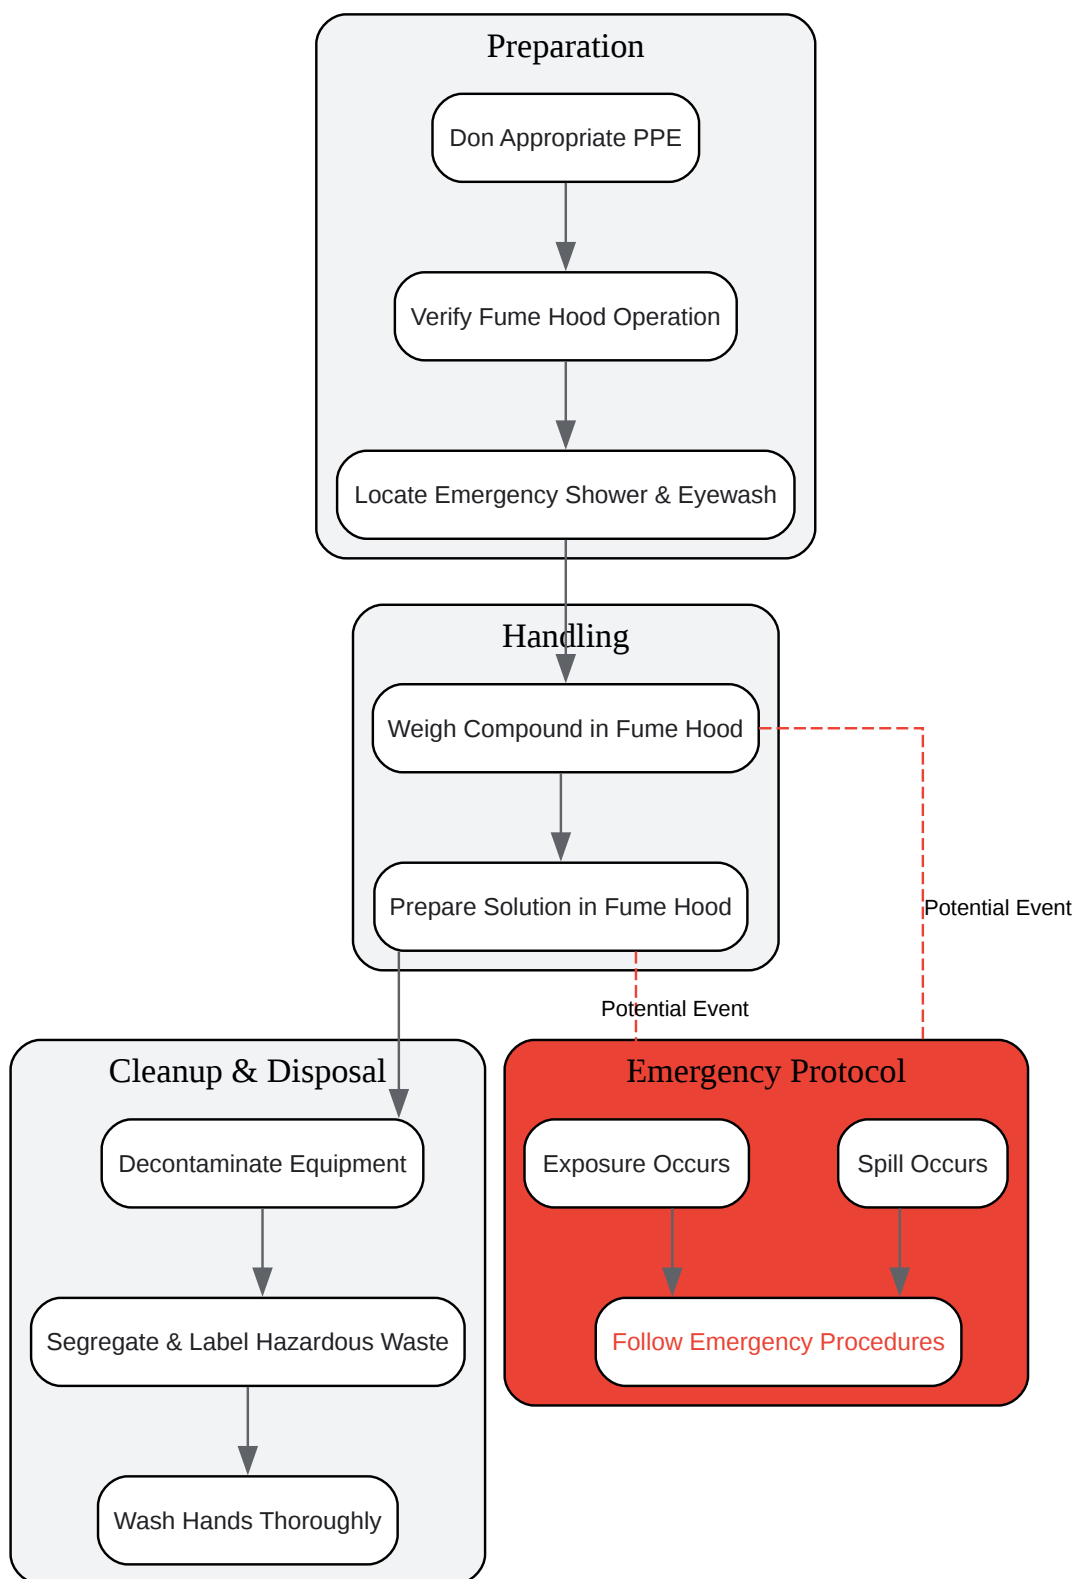 Preparation
Don Appropriate PPE
Verify Fume Hood Operation
Locate Emergency Shower & Eyewash
Handling
Weigh Compound in Fume Hood
Prepare Solution in Fume Hood
Potential Event
Potential Event
Cleanup & Disposal
Decontaminate Equipment
Segregate & Label Hazardous Waste
Wash Hands Thoroughly
Emergency Protocol
Exposure Occurs
Spill Occurs
Follow Emergency Procedures